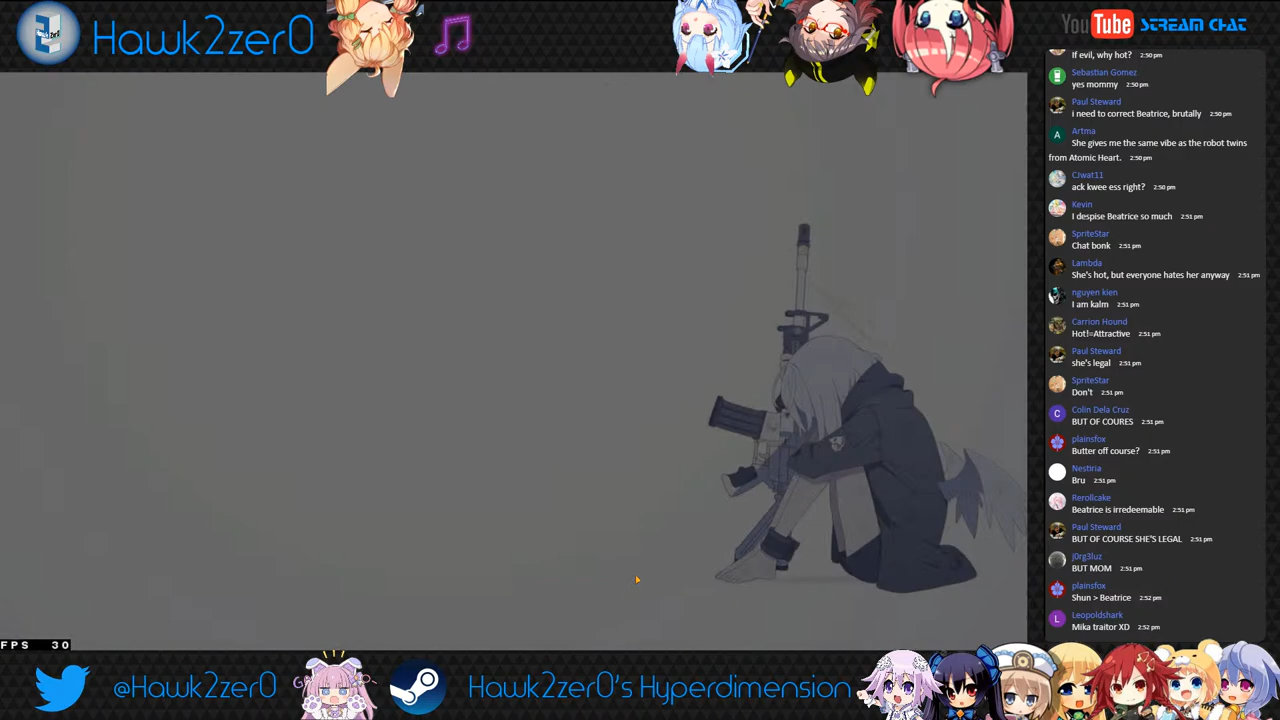 Hawk2zer0
YouTube STREAM CHAT
If evil, why hot? 2:50 pm
Sebastian Gomez
yes mommy 2:50 pm
Paul Steward
i need to correct Beatrice, brutally 2:50 pm
A Artma
She gives me the same vibe as the robot twins
from Atomic Heart. 2:50 pm
CJwat11
ack kwee ess right? 2:50 pm
Kevin
I despise Beatrice so much 2:51 pm
SpriteStar
Chat bonk 2:51 pm
Lambda
She's hot, but everyone hates her anyway 2:51 pm
nguyen kien
I am kalm 2:51 pm
Carrion Hound
Hot!=Attractive 2:51 pm
Paul Steward
she's legal 2:51 pm
SpriteStar
Don't 2:51 pm
C Colin Dela Cruz
BUT OF COURES 2:51 pm
plainsfox
Butter off course? 2:51 pm
Nestiria
Bru 2:51 pm
Rerollcake
Beatrice is irredeemable 2:51 pm
Paul Steward
BUT OF COURSE SHE'S LEGAL 2:51 pm
J0rg3luz
BUT MOM 2:51 pm
plainsfox
Shun > Beatrice 2:52 pm
L Leopoldshark
Mika traitor XD 2:52 pm
FPS 30
@Hawk2zer0
Hawk2zer0's Hyperdimension